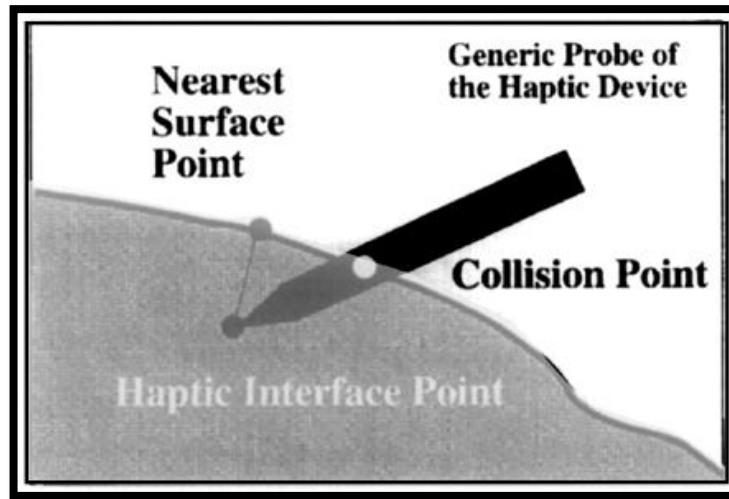 Nearest
Surface
Point
Generic Probe of
the Haptic Device
Collision Point
Haptic Interface Point